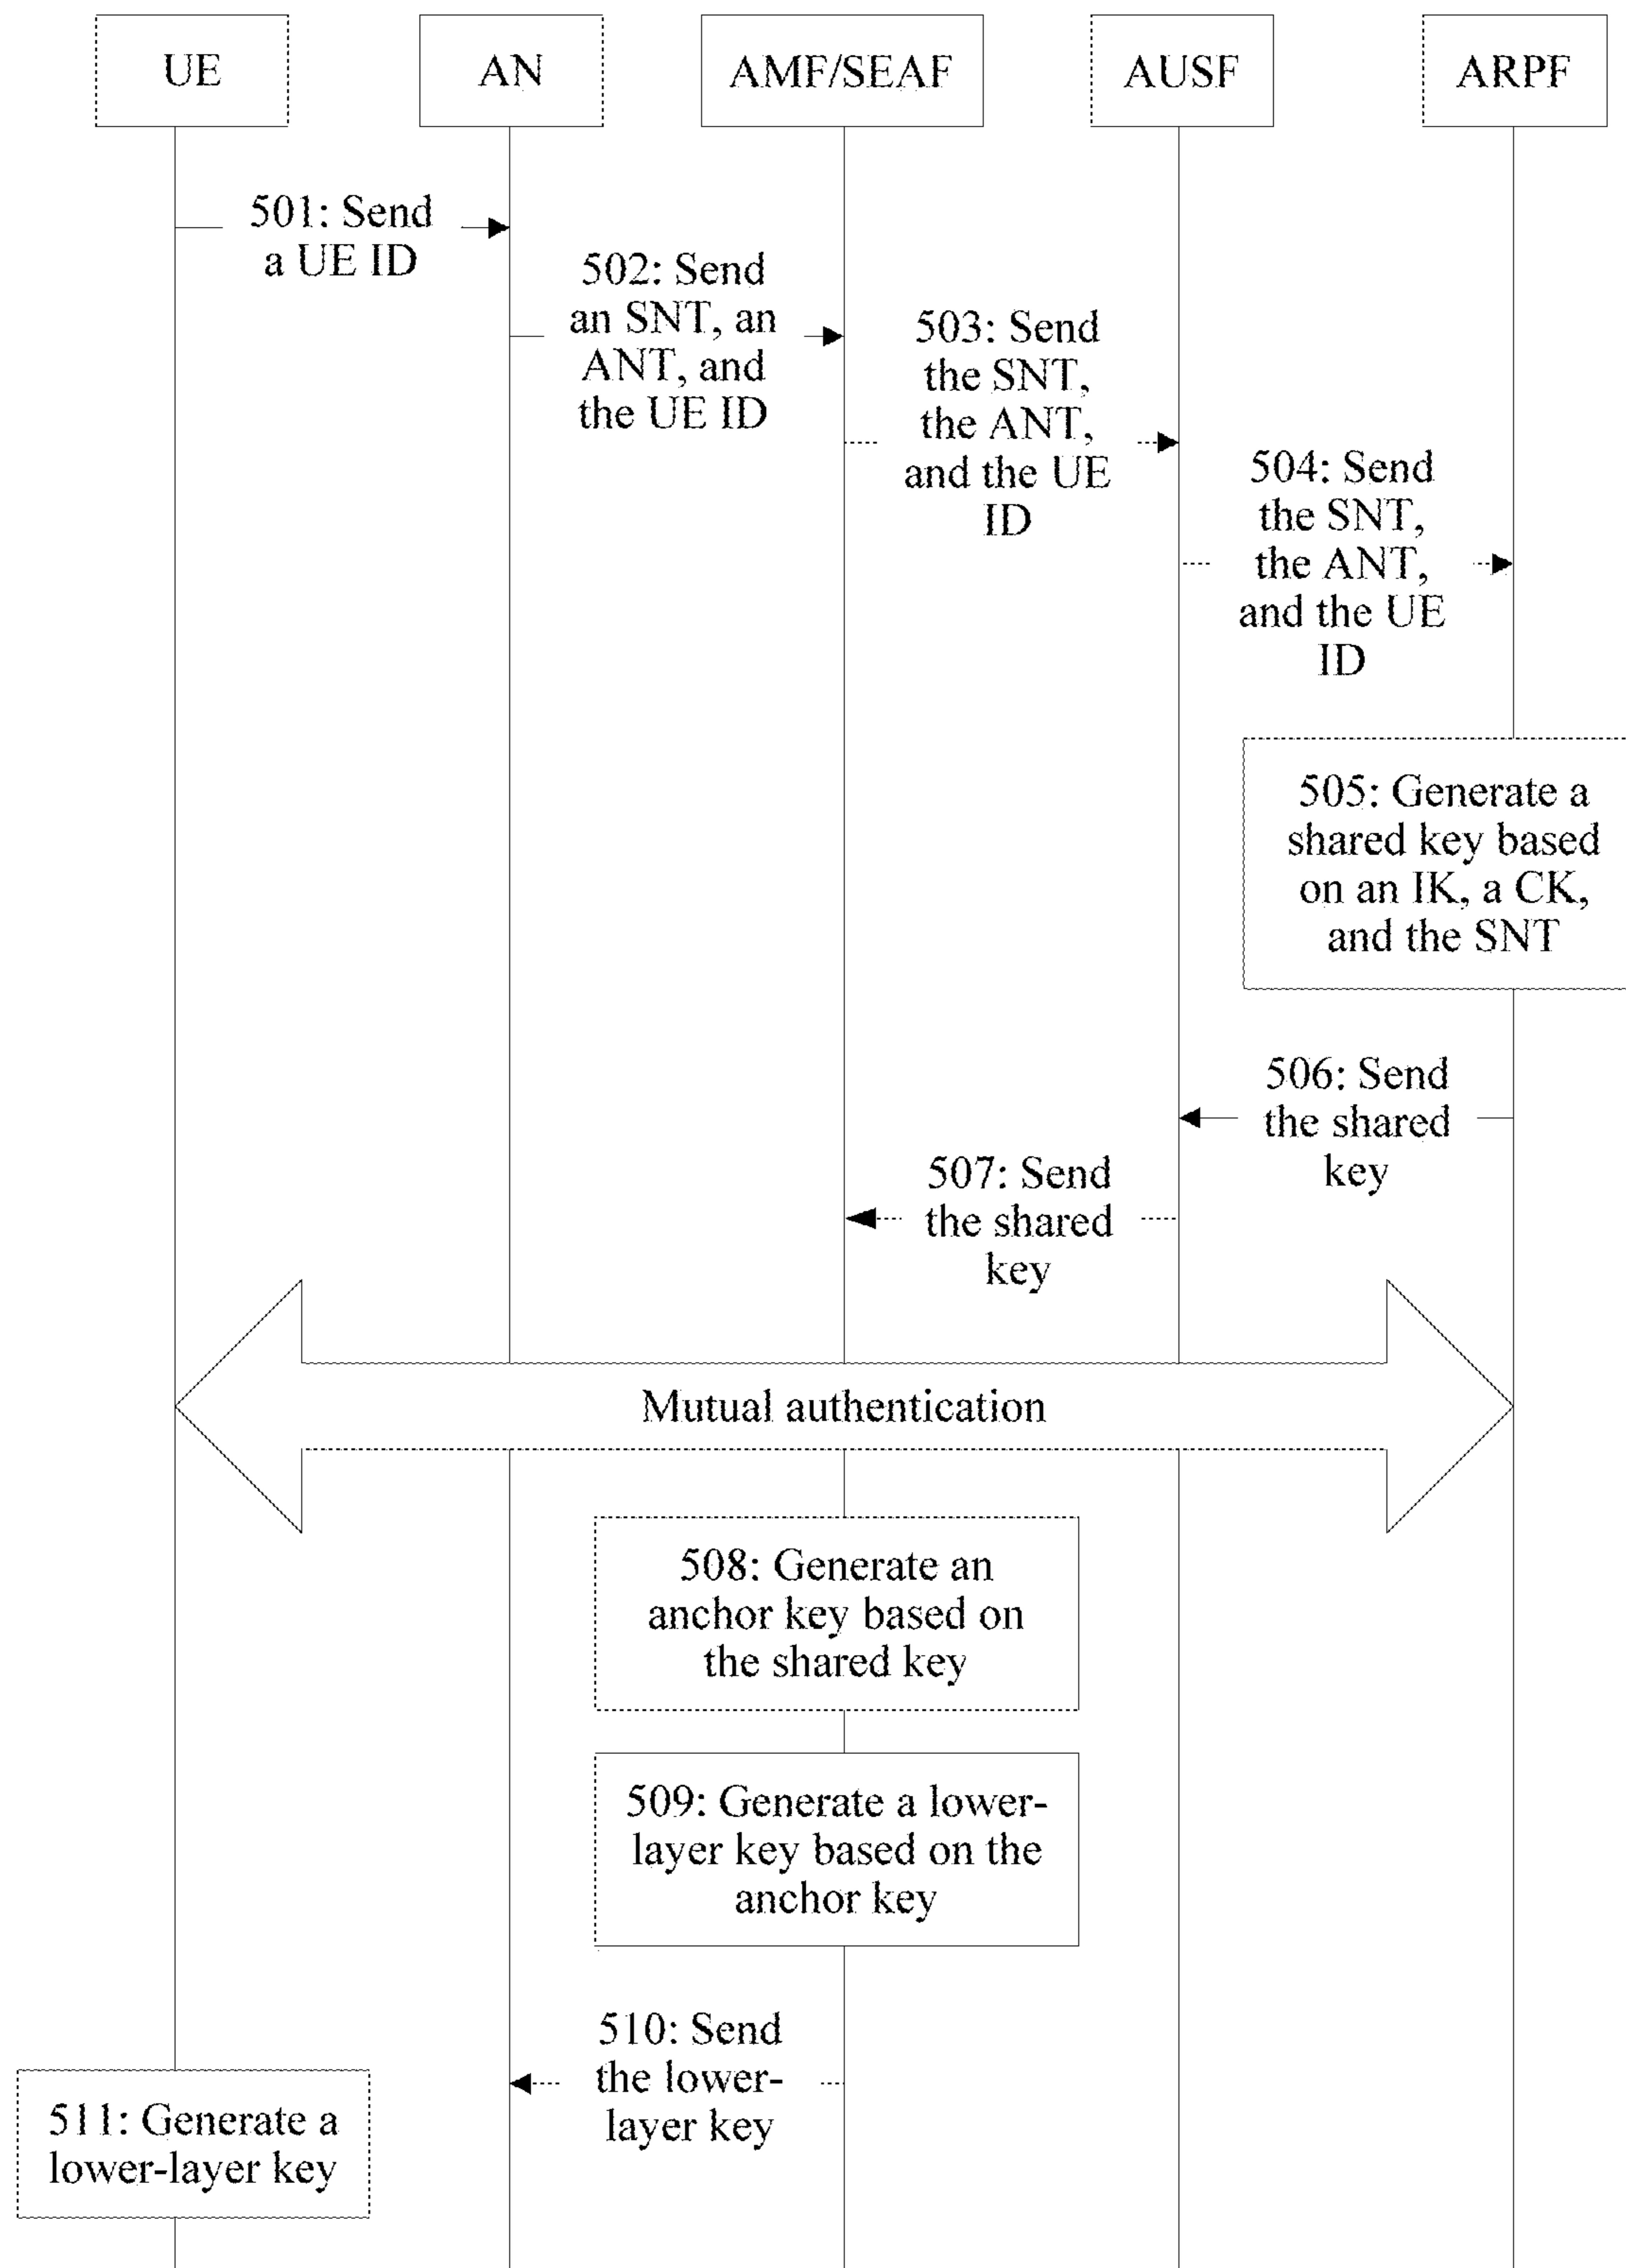 UE
AN
AMF/SEAF
AUSF
ARPF
501: Send
a UE ID
502: Send
an SNT, an
ANT, and
the UE ID
503: Send
the SNT,
the ANT,
and the UE
ID
504: Send
the SNT,
the ANT,
and the UE
ID
505: Generate a
shared key based
on an IK, a CK,
and the SNT
506: Send
the shared
key
507: Send
the shared
key
Mutual authentication
508: Generate an
anchor key based on
the shared key
509: Generate a lower-
layer key based on the
anchor key
510: Send
the lower-
layer key
511: Generate a
lower-layer key